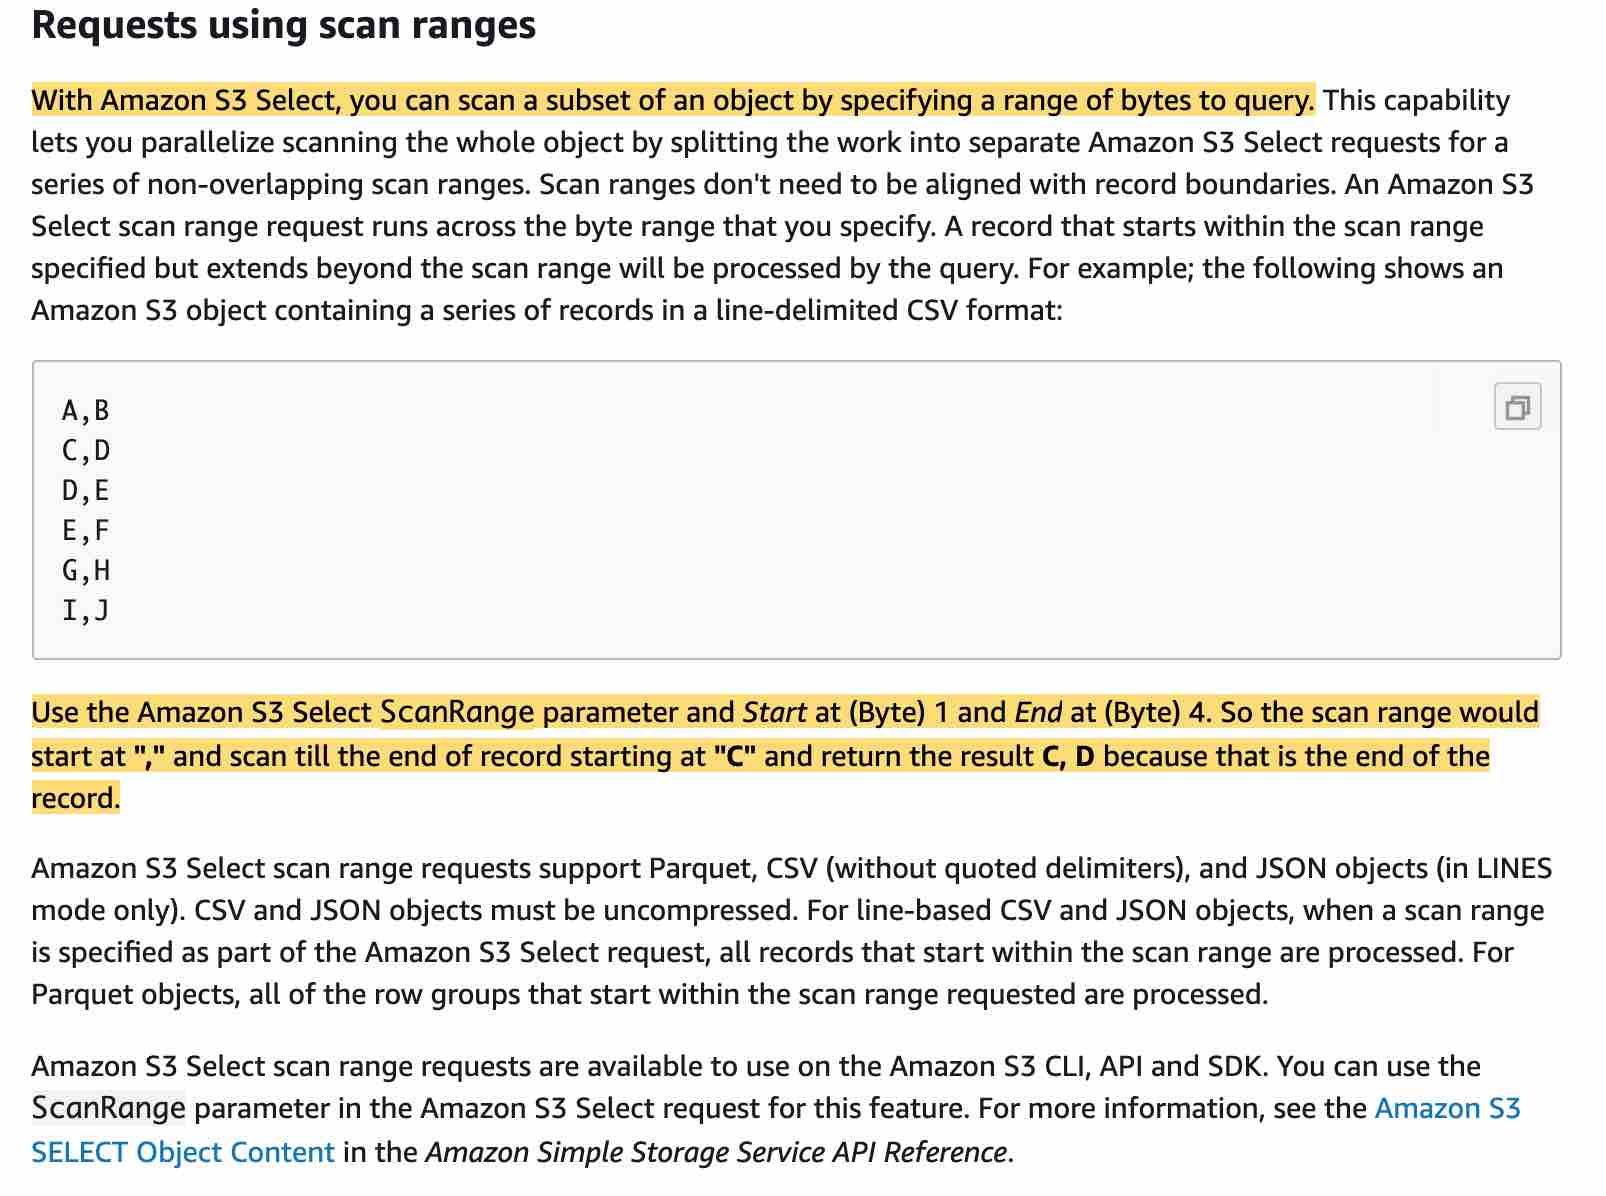 Requests using scan ranges
With Amazon S3 Select, you can scan a subset of an object by specifying a range of bytes to query. This capability
lets you parallelize scanning the whole object by splitting the work into separate Amazon S3 Select requests for a
series of non-overlapping scan ranges. Scan ranges don't need to be aligned with record boundaries. An Amazon S3
Select scan range request runs across the byte range that you specify. A record that starts within the scan range
specified but extends beyond the scan range will be processed by the query. For example; the following shows an
Amazon S3 object containing a series of records in a line-delimited CSV format:
A,B
C,D
D,E
E,F
G,H
I,J
Use the Amazon S3 Select ScanRange parameter and Start at (Byte) 1 and End at (Byte) 4. So the scan range would
start at "," and scan till the end of record starting at "C" and return the result C, D because that is the end of the
record.
Amazon S3 Select scan range requests support Parquet, CSV (without quoted delimiters), and JSON objects (in LINES
mode only). CSV and JSON objects must be uncompressed. For line-based CSV and JSON objects, when a scan range
is specified as part of the Amazon S3 Select request, all records that start within the scan range are processed. For
Parquet objects, all of the row groups that start within the scan range requested are processed.
Amazon S3 Select scan range requests are available to use on the Amazon S3 CLI, API and SDK. You can use the
ScanRange parameter in the Amazon S3 Select request for this feature. For more information, see the Amazon S3
SELECT Object Content in the Amazon Simple Storage Service API Reference.